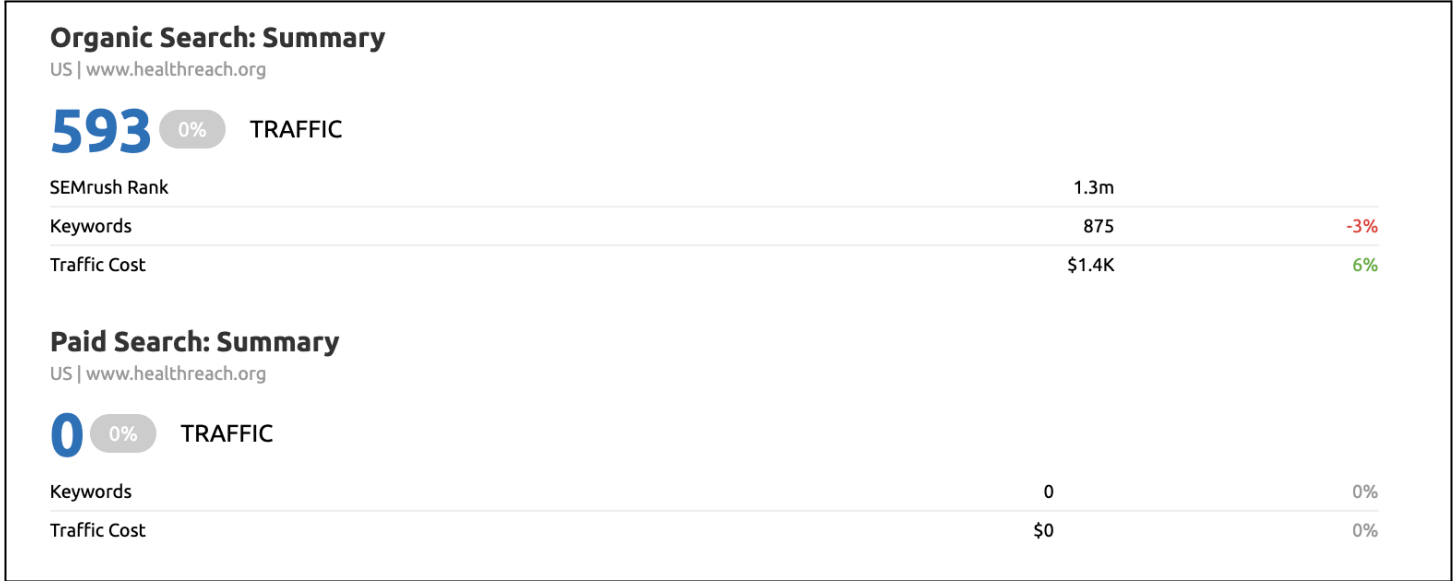 Organic Search: Summary
US | www.healthreach.org
593 0% TRAFFIC
SEMrush Rank 1.3m
Keywords 875 -3%
Traffic Cost $1.4K 6%
Paid Search: Summary
US | www.healthreach.org
0 0% TRAFFIC
Keywords 0 0%
Traffic Cost $0 0%